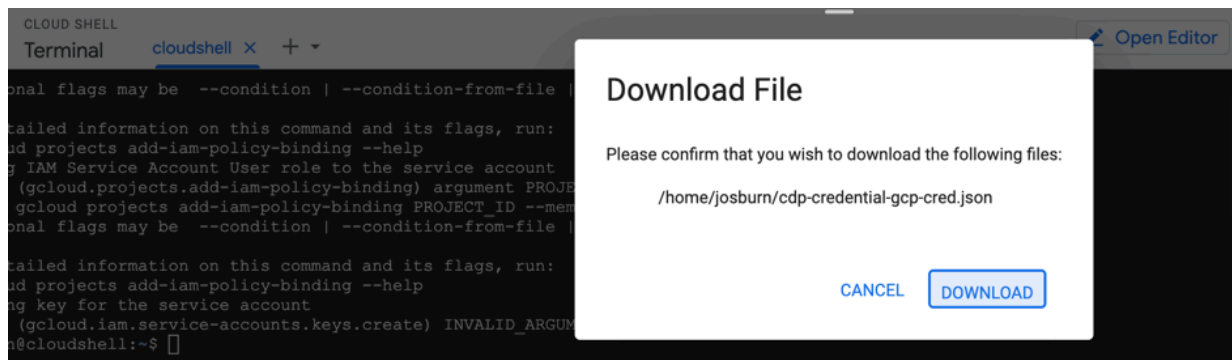 CLOUD SHELL
Terminal
cloudshell
Open Editor
onal flags may be --condition | --condition-from-file |
tailed information on this command and its flags, run:
ud projects add-iam-policy-binding --help
g IAM Service Account User role to the service account
(gcloud.projects.add-iam-policy-binding) argument PROJE
gcloud projects add-iam-policy-binding PROJECT_ID --mem
onal flags may be --condition | --condition-from-file |
tailed information on this command and its flags, run:
ud projects add-iam-policy-binding --help
ng key for the service account
(gcloud.iam.service-accounts.keys.create) INVALID_ARGUM
n@cloudshell:~$
Download File
Please confirm that you wish to download the following files:
/home/josburn/cdp-credential-gcp-cred.json
CANCEL
DOWNLOAD